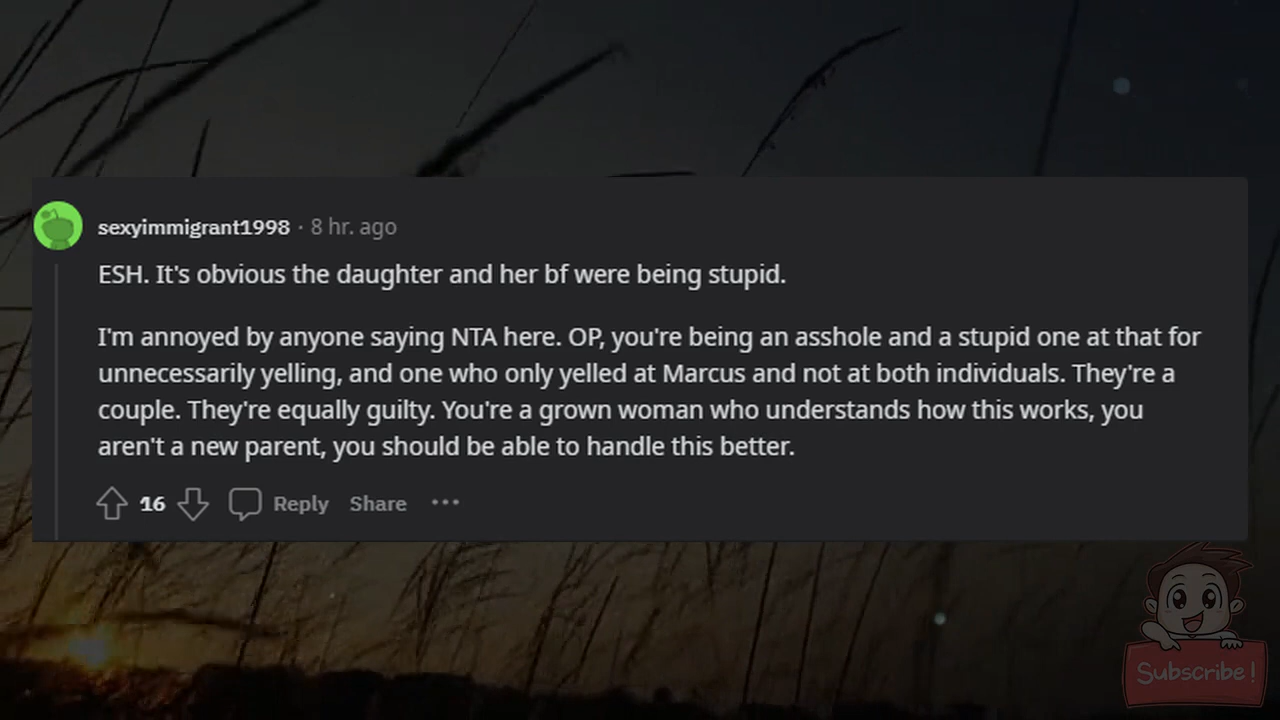 sexyimmigrant1998 · 8 hr. ago
ESH. It's obvious the daughter and her bf were being stupid.
I'm annoyed by anyone saying NTA here. OP, you're being an asshole and a stupid one at that for
unnecessarily yelling, and one who only yelled at Marcus and not at both individuals. They're a
couple. They're equally guilty. You're a grown woman who understands how this works, you
aren't a new parent, you should be able to handle this better.
16 Reply Share ···
Subscribe!